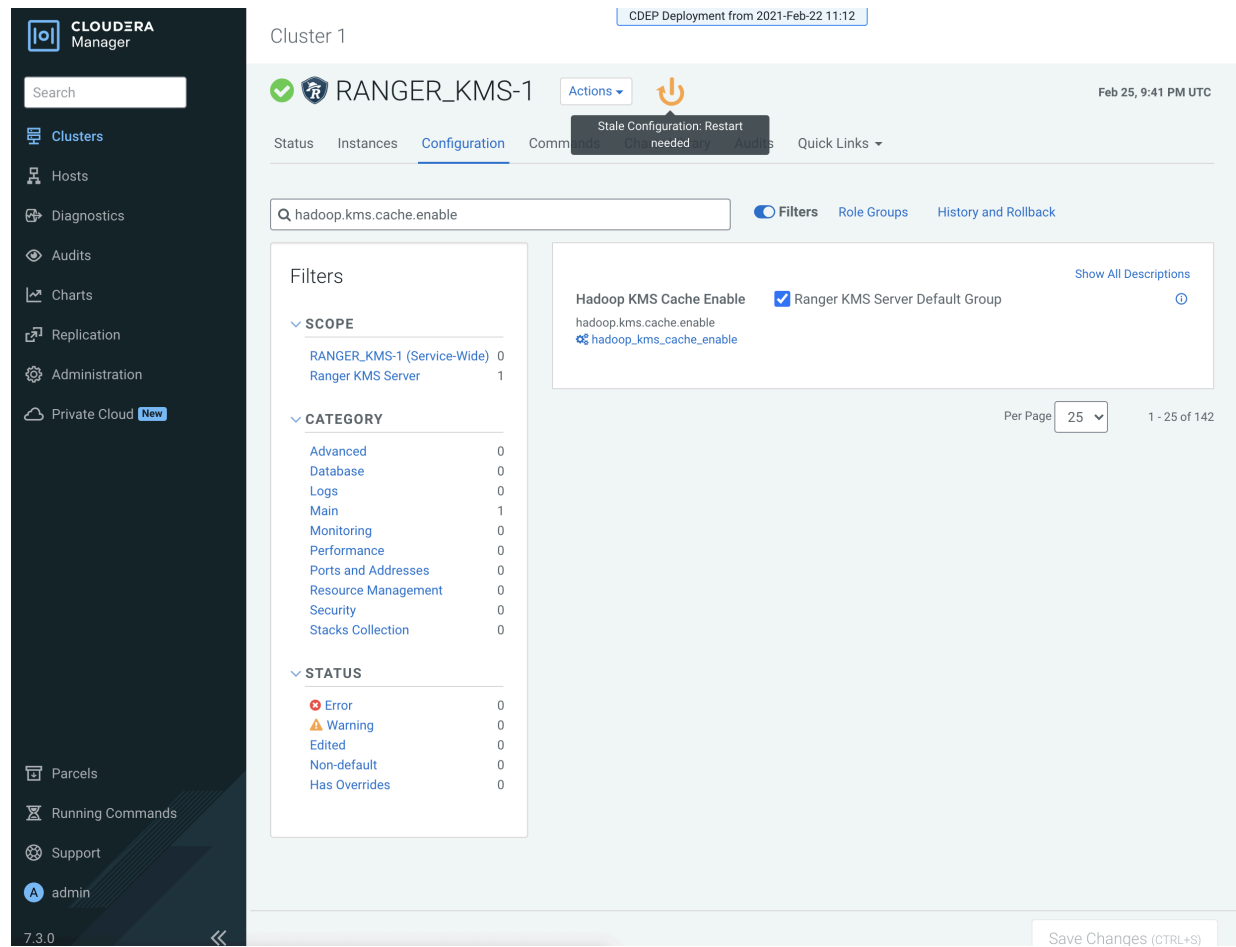 CLOUDERA
Manager
Search
Clusters
Hosts
Diagnostics
Audits
Charts
Replication
Administration
Private Cloud New
Parcels
Running Commands
Support
A admin
7.3.0
CDEP Deployment from 2021-Feb-22 11:12
Cluster 1
RANGER_KMS-1
Actions
Feb 25, 9:41 PM UTC
Stale Configuration: Restart
needed
Status Instances Configuration Commands Audits Quick Links
hadoop.kms.cache.enable
Filters Role Groups History and Rollback
Filters
SCOPE
RANGER_KMS-1 (Service-Wide) 0
Ranger KMS Server 1
CATEGORY
Advanced 0
Database 0
Logs 0
Main 1
Monitoring 0
Performance 0
Ports and Addresses 0
Resource Management 0
Security 0
Stacks Collection 0
STATUS
Error 0
Warning 0
Edited 0
Non-default 0
Has Overrides 0
Show All Descriptions
Hadoop KMS Cache Enable Ranger KMS Server Default Group
hadoop.kms.cache.enable
hadoop_kms_cache_enable
Per Page 25 1 - 25 of 142
Save Changes (CTRL+S)